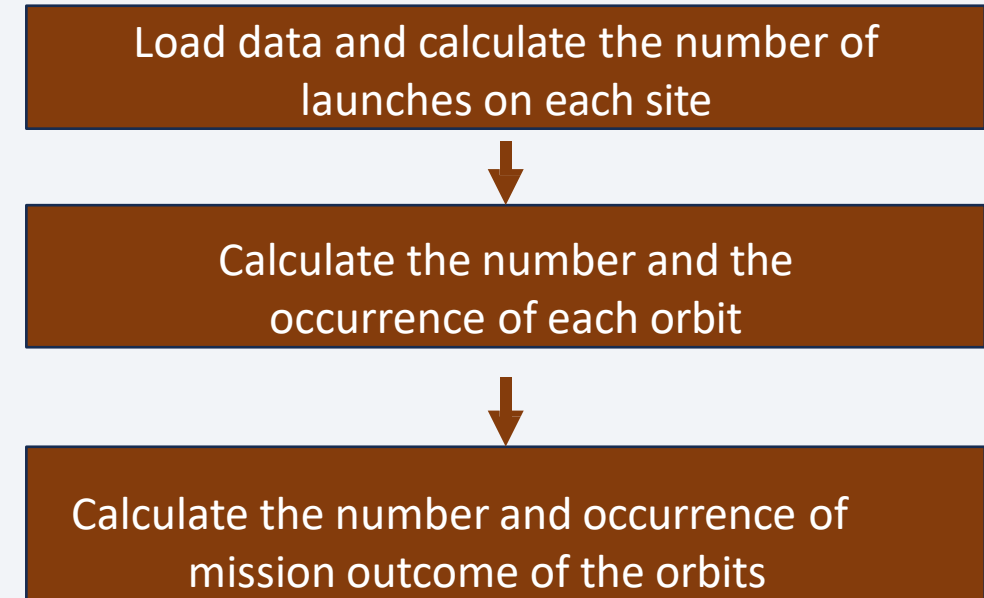 Load data and calculate the number of
launches on each site
Calculate the number and the
occurrence of each orbit
Calculate the number and occurrence of
mission outcome of the orbits